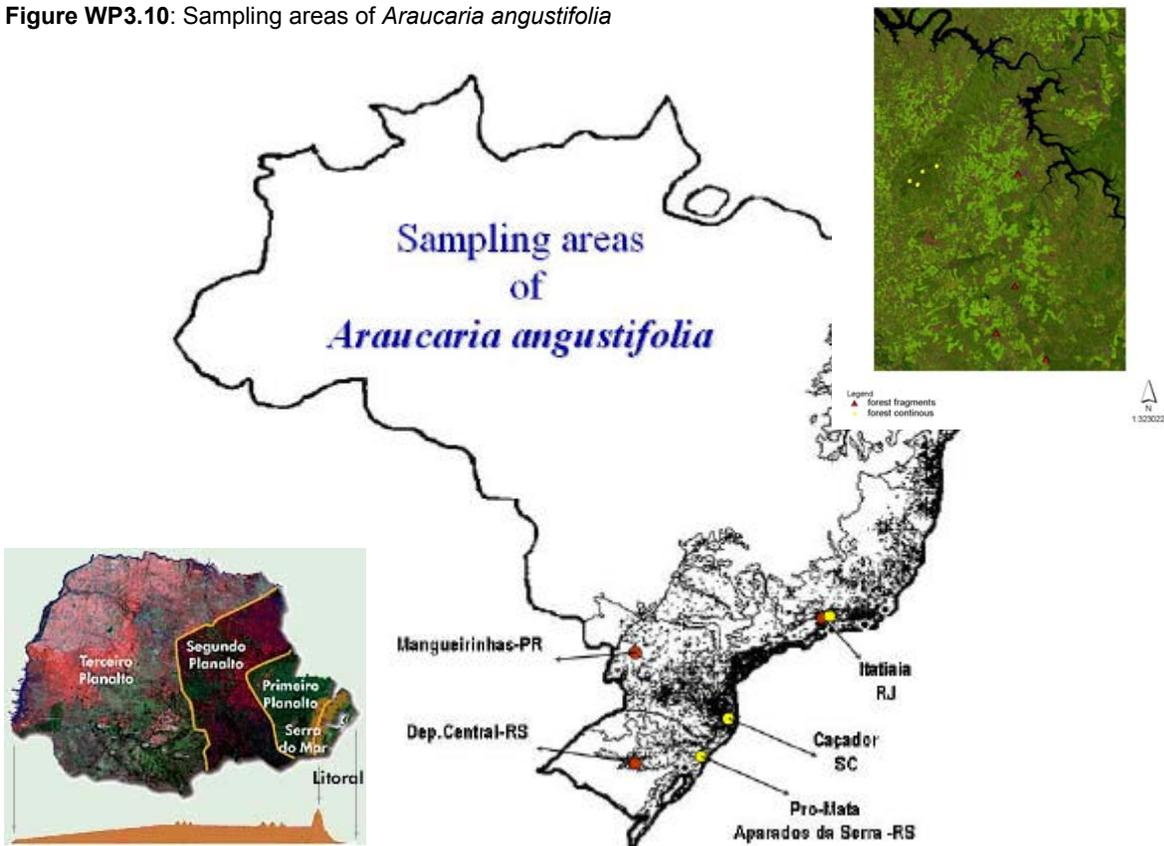 Figure WP3.10: Sampling areas of Araucaria angustifolia
Sampling areas
of
Araucaria angustifolia
Legend
forest fragments
forest continous
N
1:323022
Mangueirinhas-PR
Dep.Central-RS
Itatiaia
RJ
Caçador
SC
Pro-Mata
Aparados da Serra -RS
Terceiro
Planalto
Segundo
Planalto
Primeiro
Planalto
Serra
do Mar
Litoral